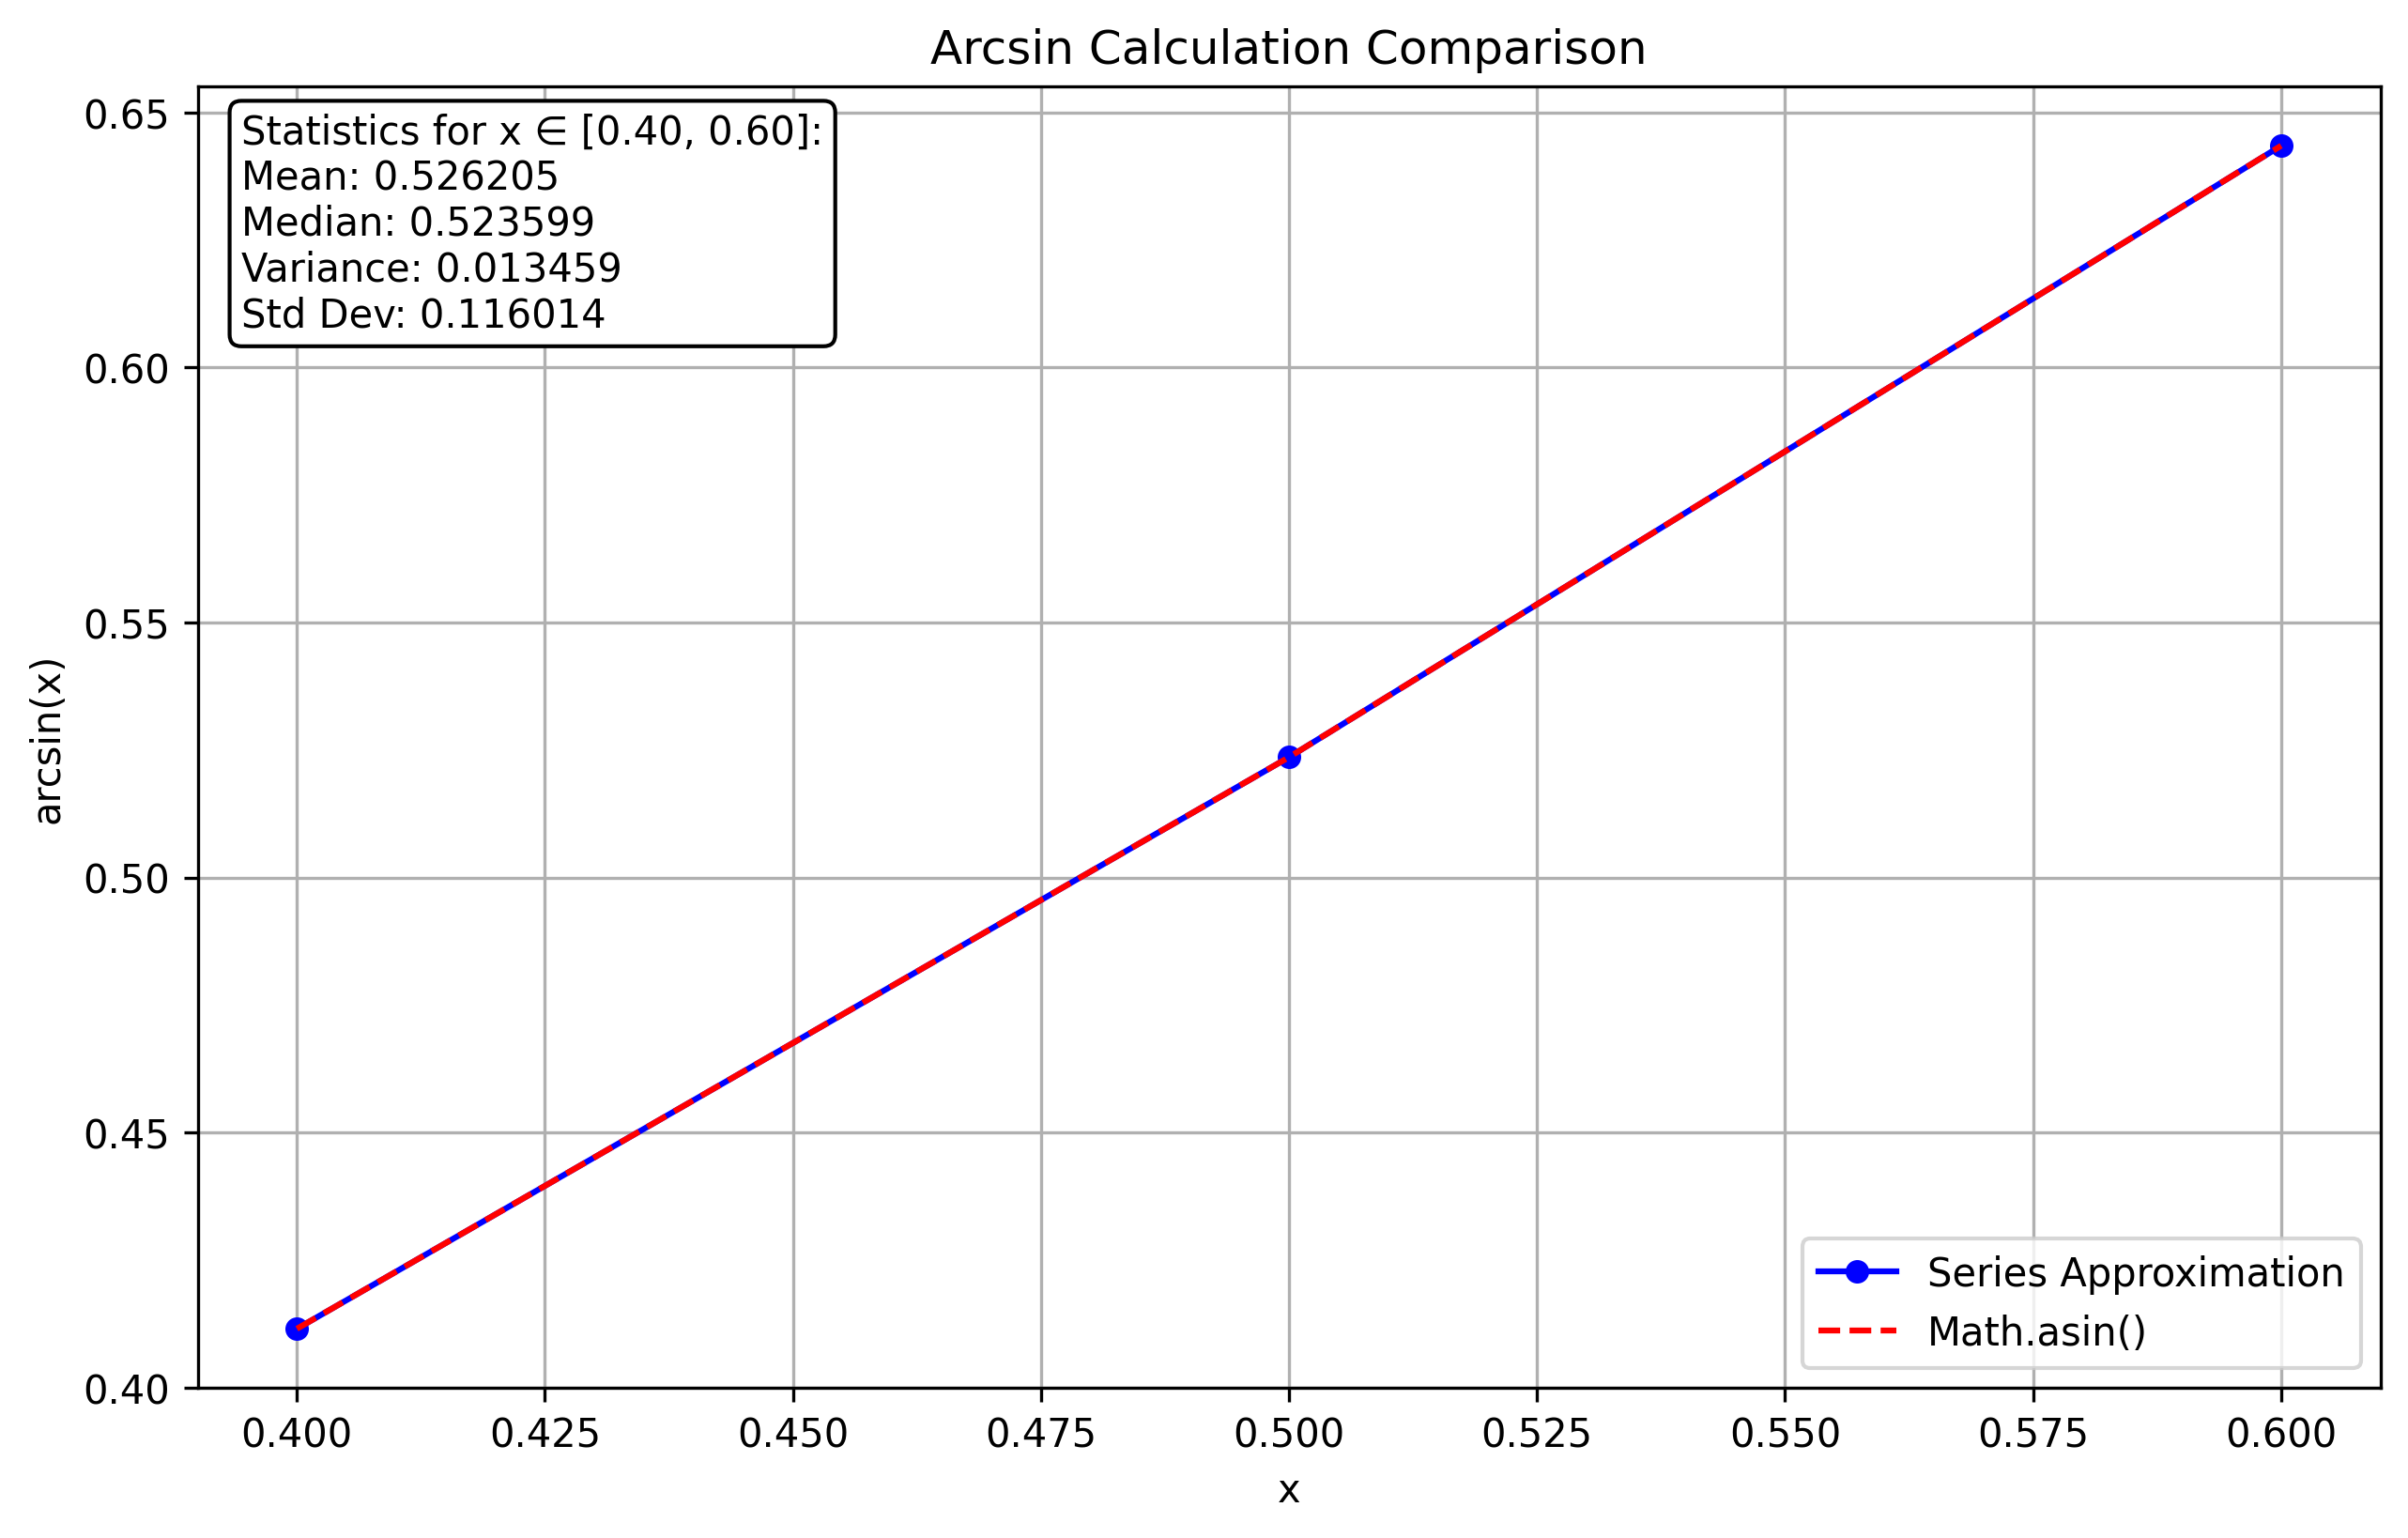 Arcsin Calculation Comparison
Statistics for x ∈ [0.40, 0.60]:
Mean: 0.526205
Median: 0.523599
Variance: 0.013459
Std Dev: 0.116014
0.65
0.60
0.55
0.50
0.45
0.40
arcsin(x)
Series Approximation
Math.asin()
0.400 0.425 0.450 0.475 0.500 0.525 0.550 0.575 0.600
x